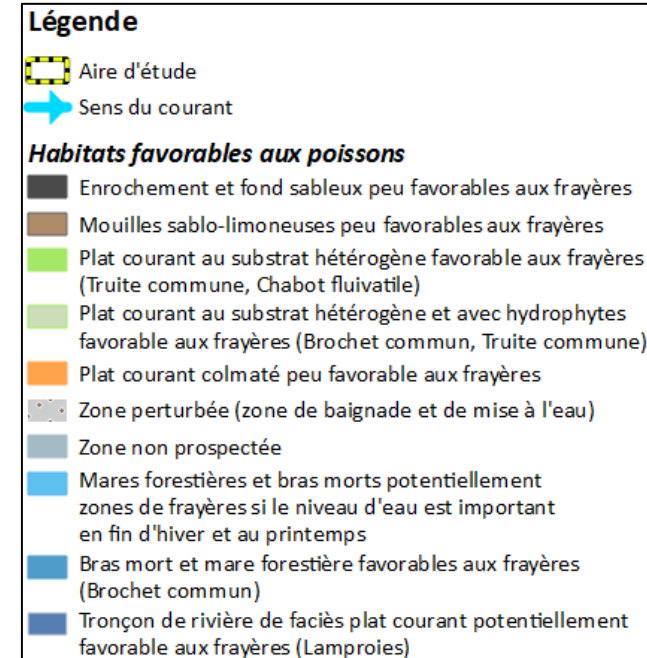 Légende
Aire d'étude
Sens du courant
Habitats favorables aux poissons
Enrochement et fond sableux peu favorables aux frayères
Mouilles sablo-limoneuses peu favorables aux frayères
Plat courant au substrat hétérogène favorable aux frayères
(Truite commune, Chabot fluivatile)
Plat courant au substrat hétérogène et avec hydrophytes
favorable aux frayères (Brochet commun, Truite commune)
Plat courant colmaté peu favorable aux frayères
Zone perturbée (zone de baignade et de mise à l'eau)
Zone non prospectée
Mares forestières et bras morts potentiellement
zones de frayères si le niveau d'eau est important
en fin d'hiver et au printemps
Bras mort et mare forestière favorables aux frayères
(Brochet commun)
Tronçon de rivière de faciès plat courant potentiellement
favorable aux frayères (Lamproies)